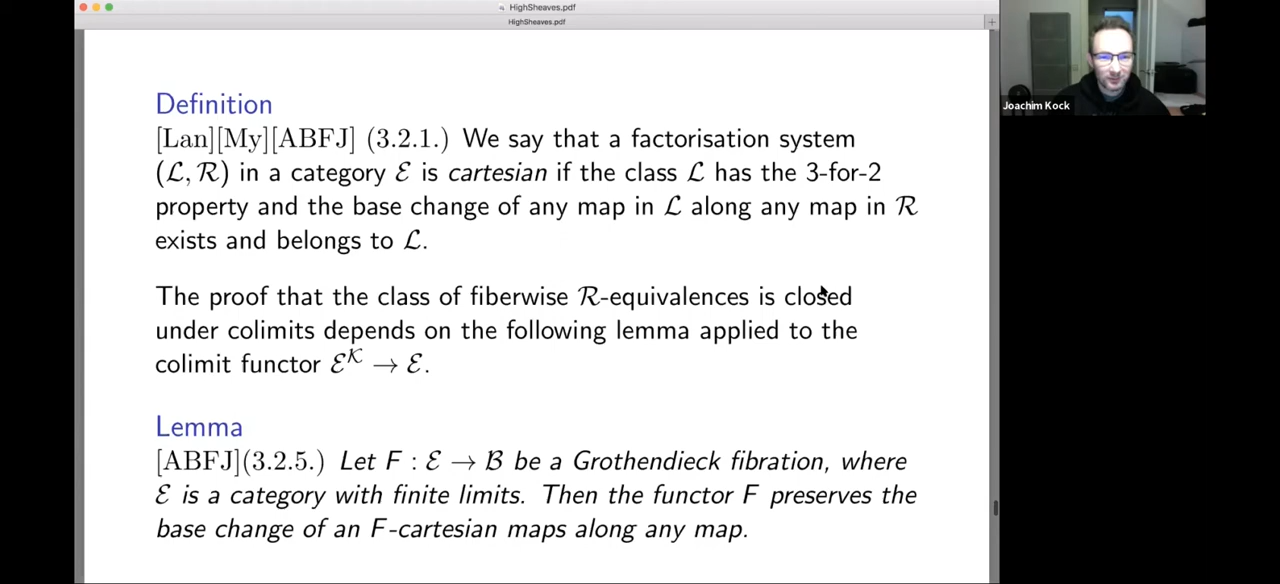 HighSheaves.pdf
HighSheaves.pdf
Joachim Kock
Definition
[Lan][My][ABFJ] (3.2.1.) We say that a factorisation system
(ℒ, ℛ) in a category ℰ is cartesian if the class ℒ has the 3-for-2
property and the base change of any map in ℒ along any map in ℛ
exists and belongs to ℒ.
The proof that the class of fiberwise ℛ-equivalences is closed
under colimits depends on the following lemma applied to the
colimit functor ℰ^𝒦 → ℰ.
Lemma
[ABFJ](3.2.5.) Let F : ℰ → ℬ be a Grothendieck fibration, where
ℰ is a category with finite limits. Then the functor F preserves the
base change of an F-cartesian maps along any map.